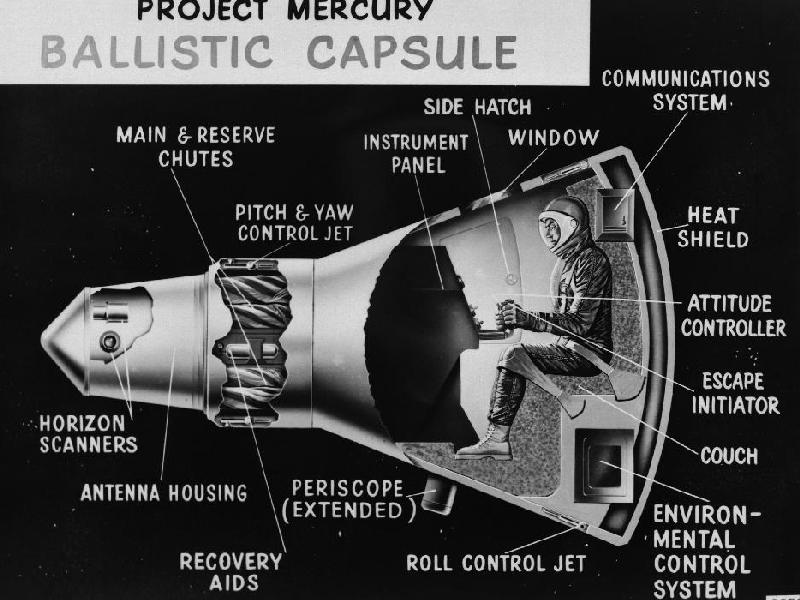 PROJECT MERCURY
BALLISTIC CAPSULE
COMMUNICATIONS
SYSTEM
SIDE HATCH
MAIN & RESERVE
CHUTES
INSTRUMENT
PANEL
WINDOW
PITCH & YAW
CONTROL JET
HEAT
SHIELD
ATTITUDE
CONTROLLER
ESCAPE
INITIATOR
HORIZON
SCANNERS
COUCH
ANTENNA HOUSING
PERISCOPE
(EXTENDED)
ENVIRON-
MENTAL
CONTROL
SYSTEM
RECOVERY
AIDS
ROLL CONTROL JET